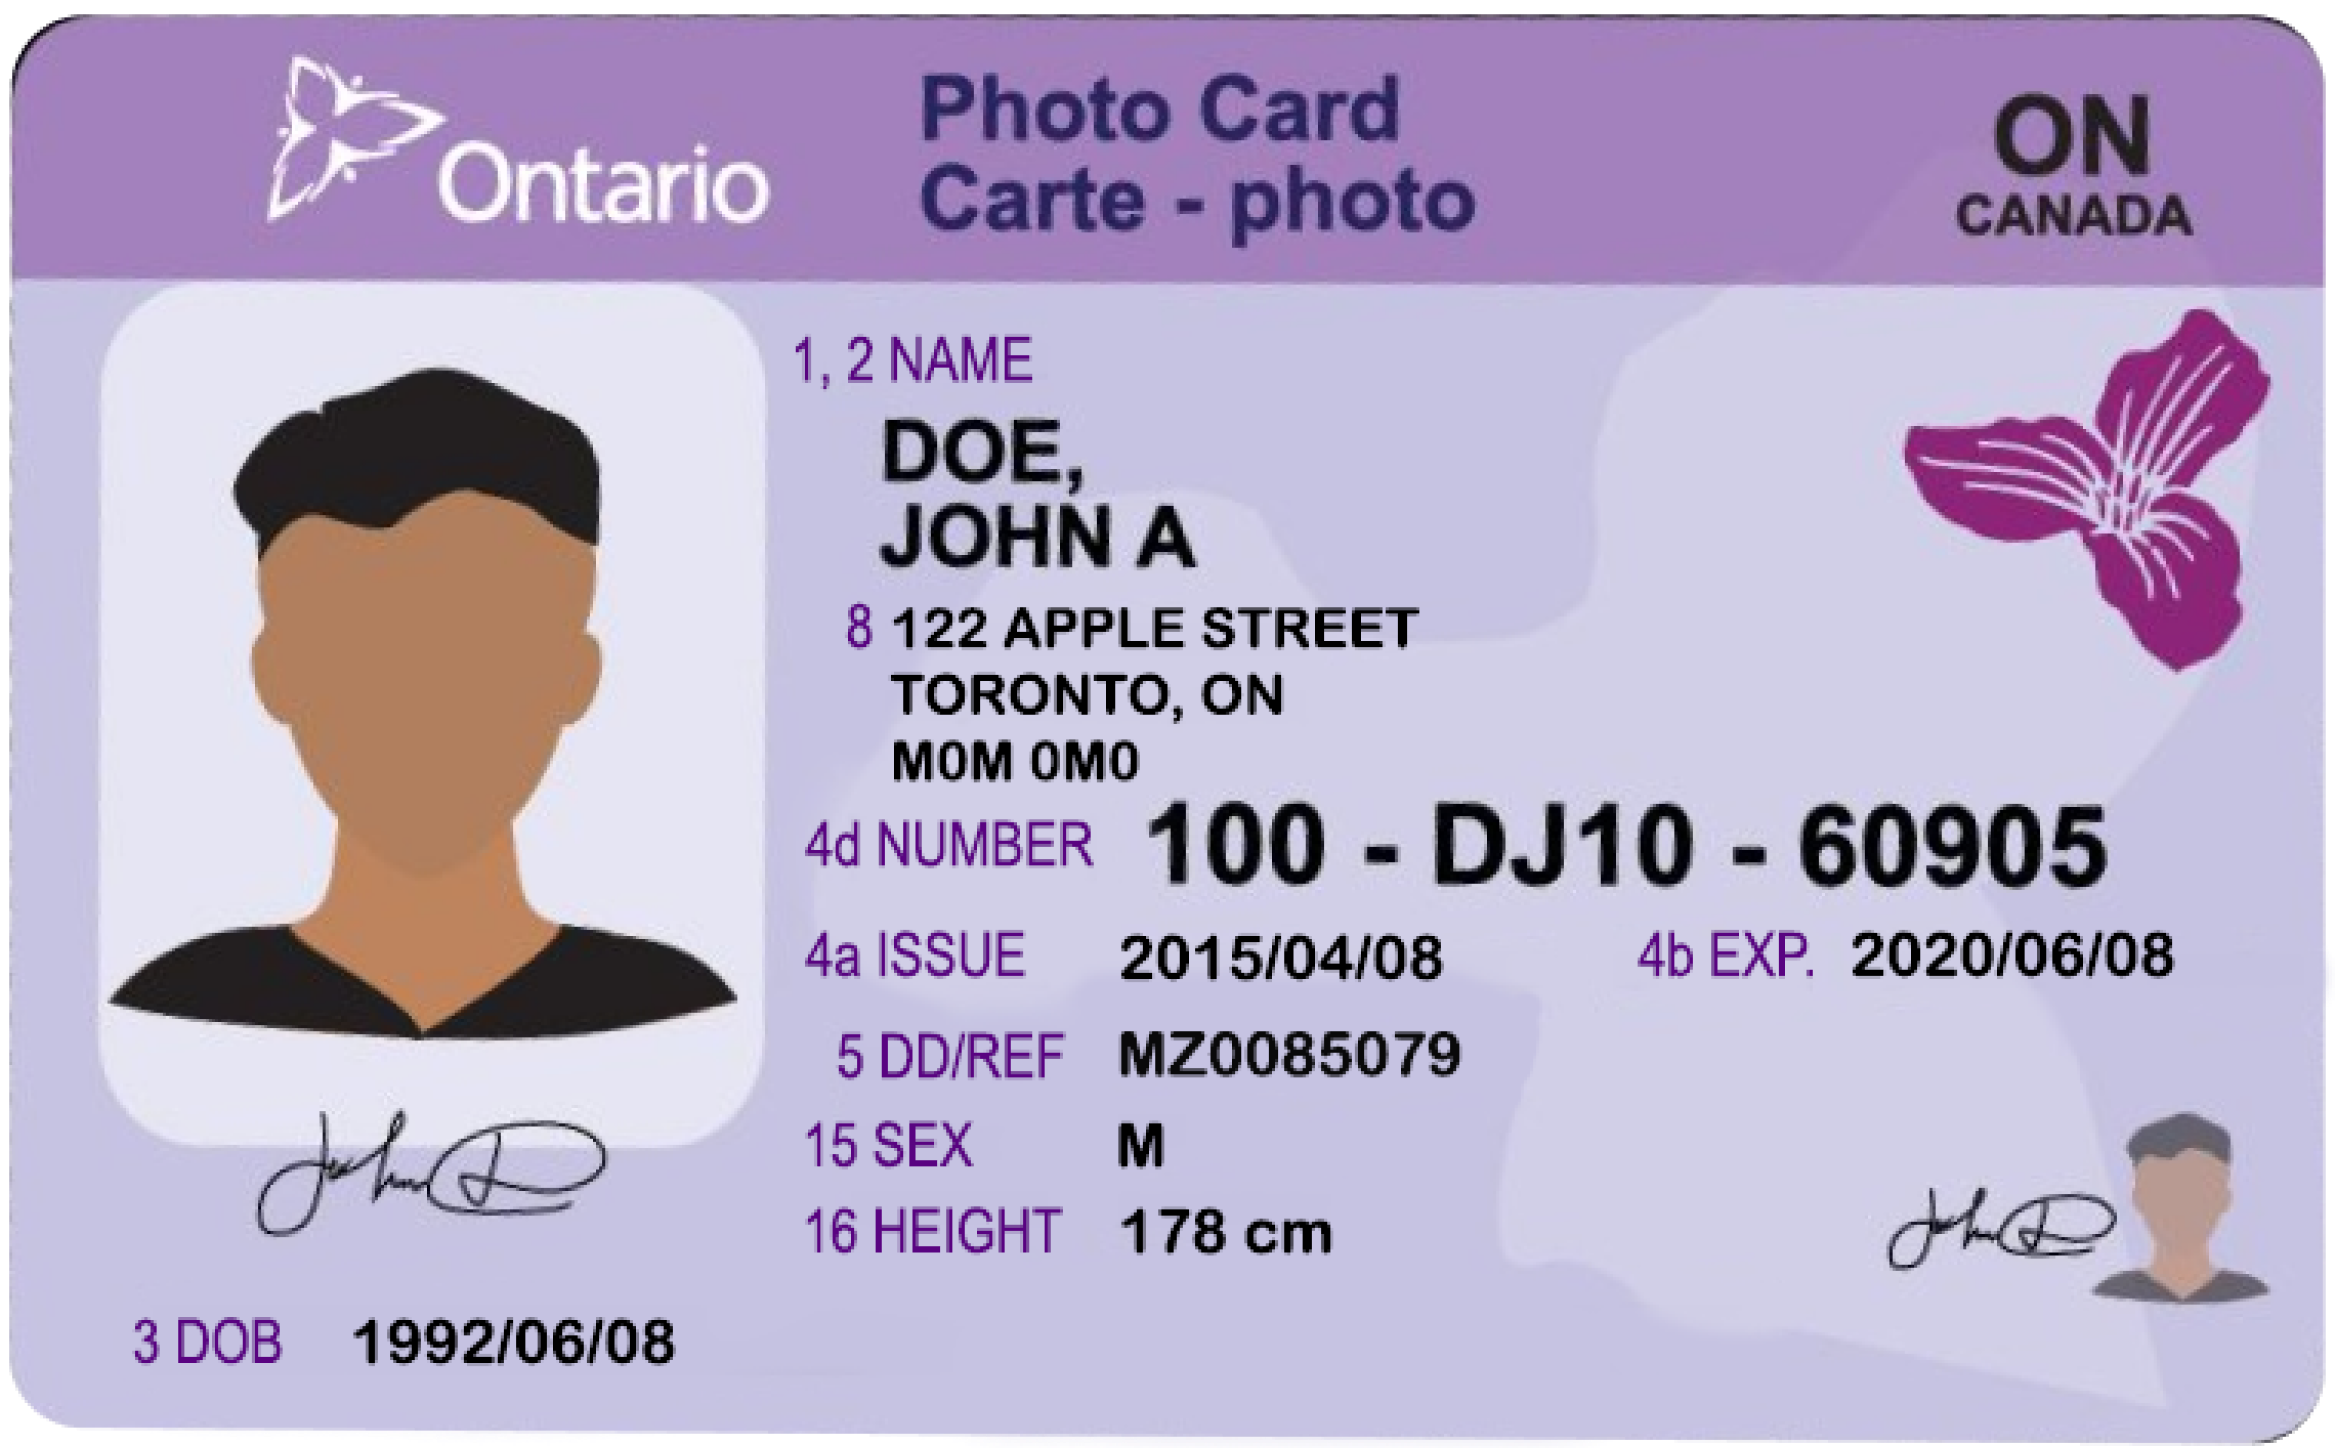 Ontario
Photo Card
Carte - photo
ON
CANADA
1, 2 NAME
DOE,
JOHN A
8 122 APPLE STREET
TORONTO, ON
M0M 0M0
4d NUMBER 100 - DJ10 - 60905
4a ISSUE 2015/04/08 4b EXP. 2020/06/08
5 DD/REF MZ0085079
15 SEX M
16 HEIGHT 178 cm
John D
John D
3 DOB 1992/06/08